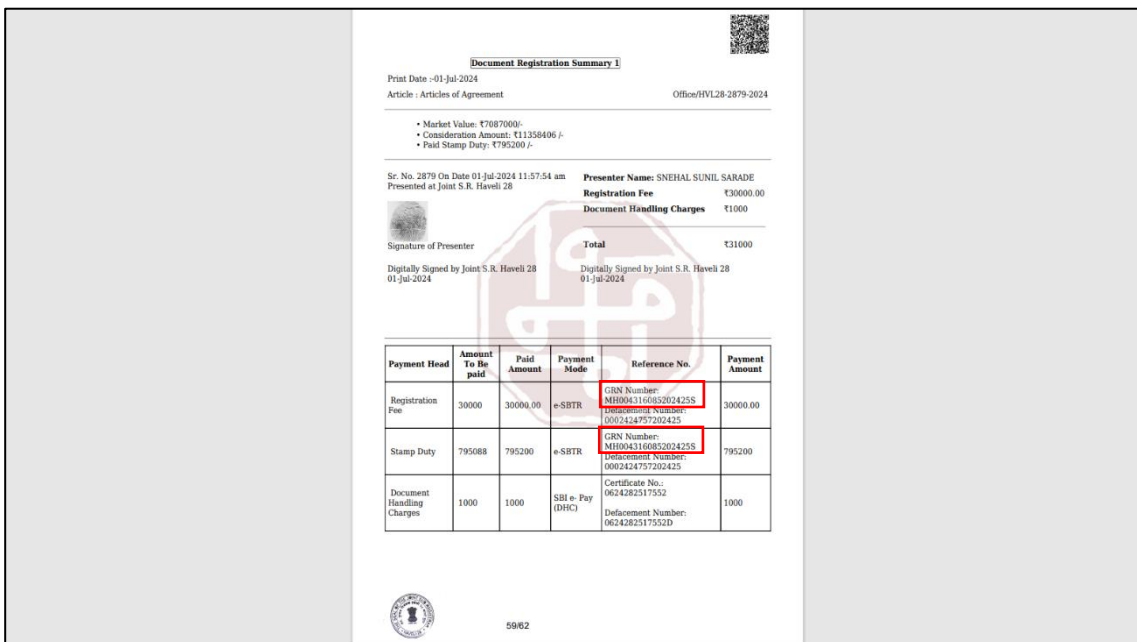 Document Registration Summary 1
Print Date :-01-Jul-2024
Article : Articles of Agreement
Office/HVL28-2879-2024
• Market Value: ₹7087000/-
• Consideration Amount: ₹11358406 /-
• Paid Stamp Duty: ₹795200 /-
Sr. No. 2879 On Date 01-Jul-2024 11:57:54 am
Presented at Joint S.R. Haveli 28
Signature of Presenter
Digitally Signed by Joint S.R. Haveli 28
01-Jul-2024
Presenter Name: SNEHAL SUNIL SARADE
Registration Fee ₹30000.00
Document Handling Charges ₹1000
Total ₹31000
Digitally Signed by Joint S.R. Haveli 28
01-Jul-2024
Payment Head
Amount
To Be
paid
Paid
Amount
Payment
Mode
Reference No.
Payment
Amount
Registration
Fee
30000
30000.00
e-SBTR
GRN Number:
MH004316085202425S
Defacement Number:
0002424757202425
30000.00
Stamp Duty
795088
795200
e-SBTR
GRN Number:
MH004316085202425S
Defacement Number:
0002424757202425
795200
Document
Handling
Charges
1000
1000
SBI e- Pay
(DHC)
Certificate No.:
0624282517552
Defacement Number:
0624282517552D
1000
59/62